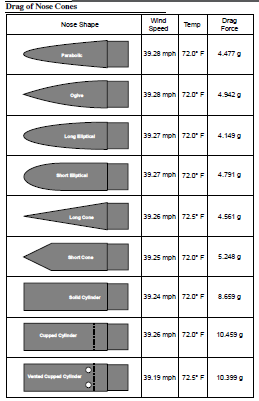 Drag of Nose Cones
Nose Shape Wind Speed Temp Drag Force
Parabolic 39.28 mph 72.0° F 4.477 g
Ogive 39.28 mph 72.0° F 4.942 g
Long Elliptical 39.27 mph 72.0° F 4.149 g
Short Elliptical 39.27 mph 72.0° F 4.791 g
Long Cone 39.26 mph 72.5° F 4.561 g
Short Cone 39.25 mph 72.0° F 5.248 g
Solid Cylinder 39.24 mph 72.0° F 8.659 g
Cupped Cylinder 39.26 mph 72.0° F 10.459 g
Vented Cupped Cylinder 39.19 mph 72.5° F 10.399 g